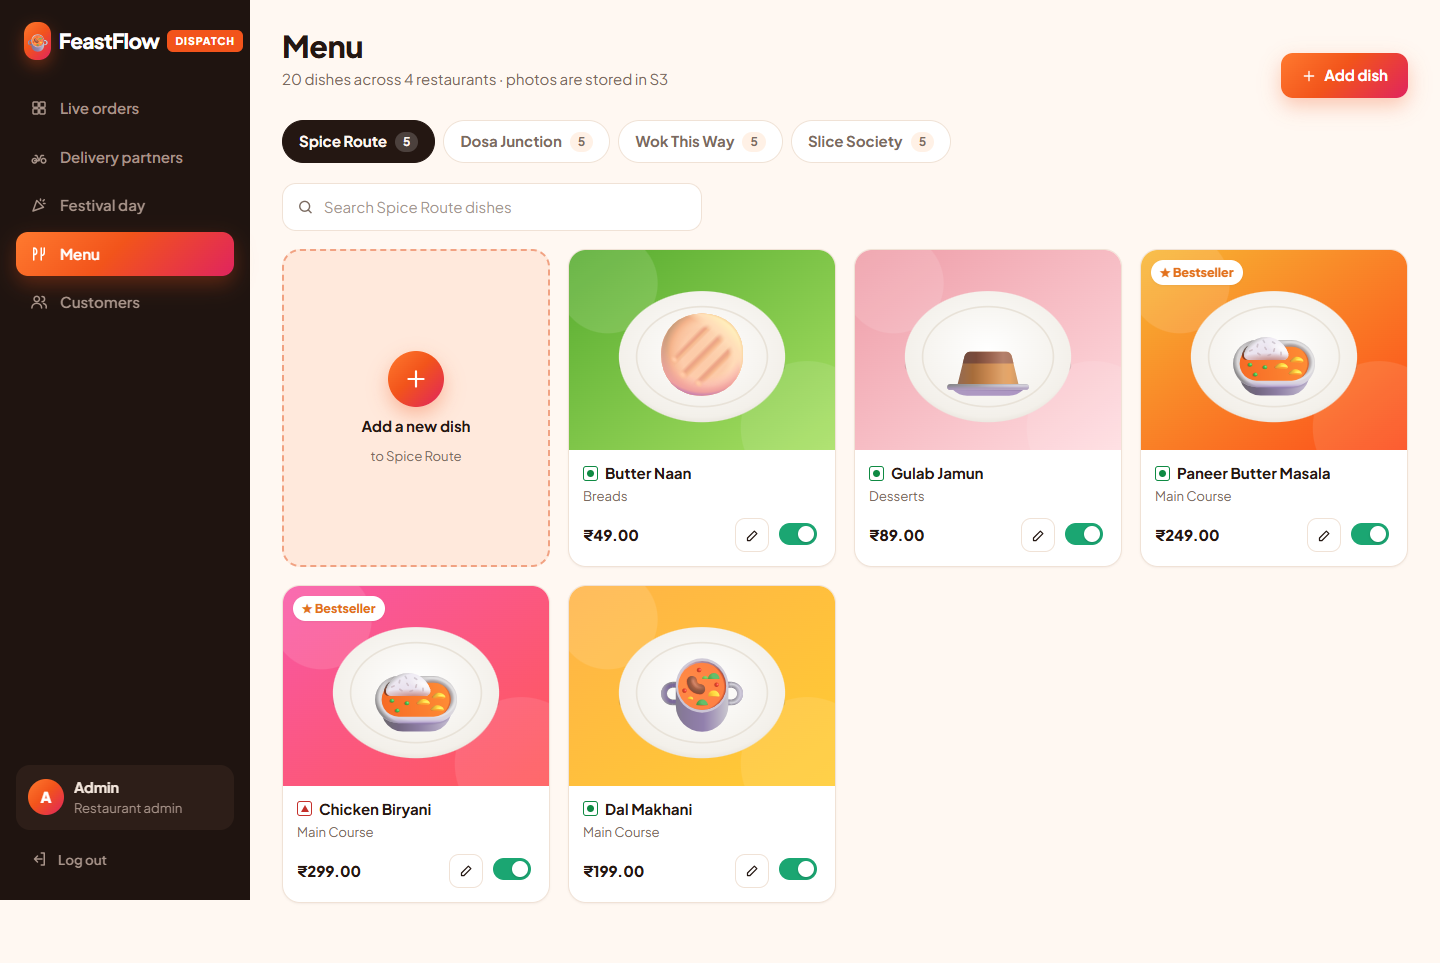 FeastFlow DISPATCH
Live orders
Delivery partners
Festival day
Menu
Customers
Admin
Restaurant admin
Log out
Menu
20 dishes across 4 restaurants · photos are stored in S3
+ Add dish
Spice Route 5
Dosa Junction 5
Wok This Way 5
Slice Society 5
Search Spice Route dishes
Add a new dish
to Spice Route
Butter Naan
Breads
₹49.00
Gulab Jamun
Desserts
₹89.00
★ Bestseller
Paneer Butter Masala
Main Course
₹249.00
★ Bestseller
Chicken Biryani
Main Course
₹299.00
Dal Makhani
Main Course
₹199.00
A